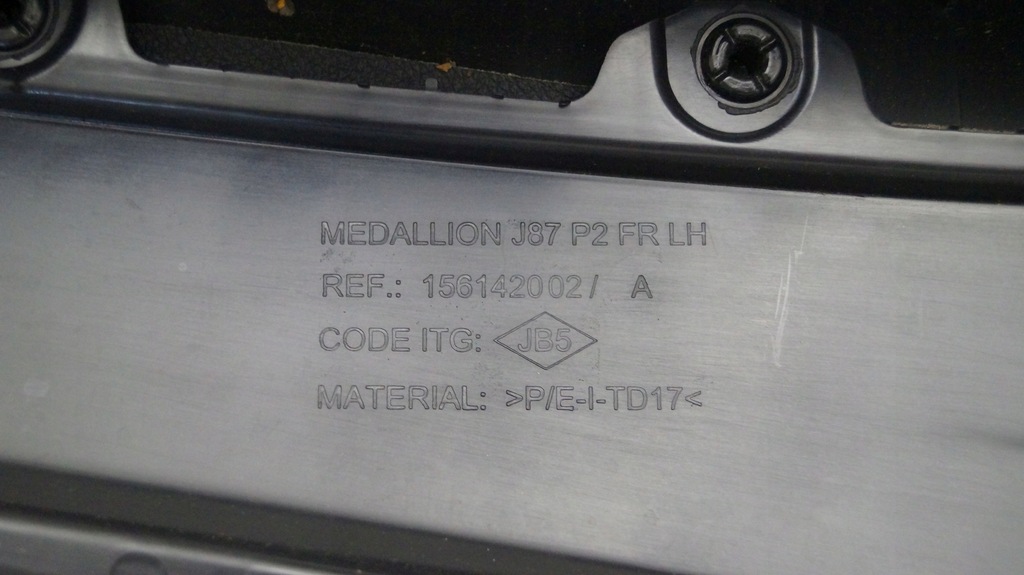 MEDALLION J87 P2 FR LH
REF.: 156142002/ A
CODE ITG: JB5
MATERIAL: >P/E-I-TD17<